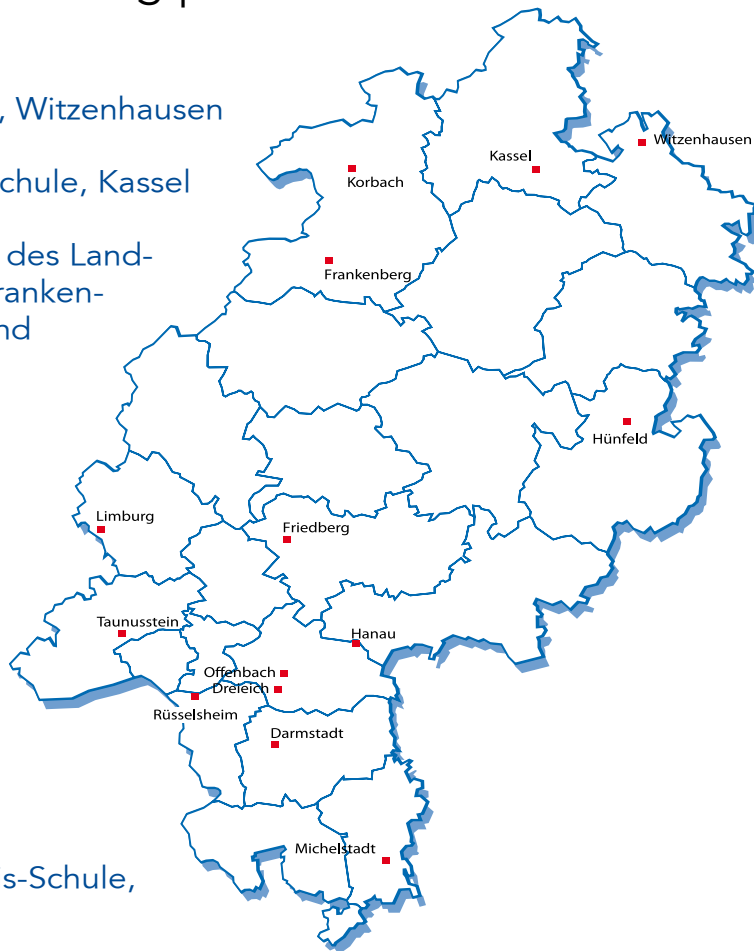 , Witzenhausen
chule, Kassel
des Land-
ranken-
nd
s-Schule,
Kassel
Witzenhausen
Korbach
Frankenberg
Hünfeld
Limburg
Friedberg
Taunusstein
Hanau
Offenbach
Dreieich
Rüsselsheim
Darmstadt
Michelstadt